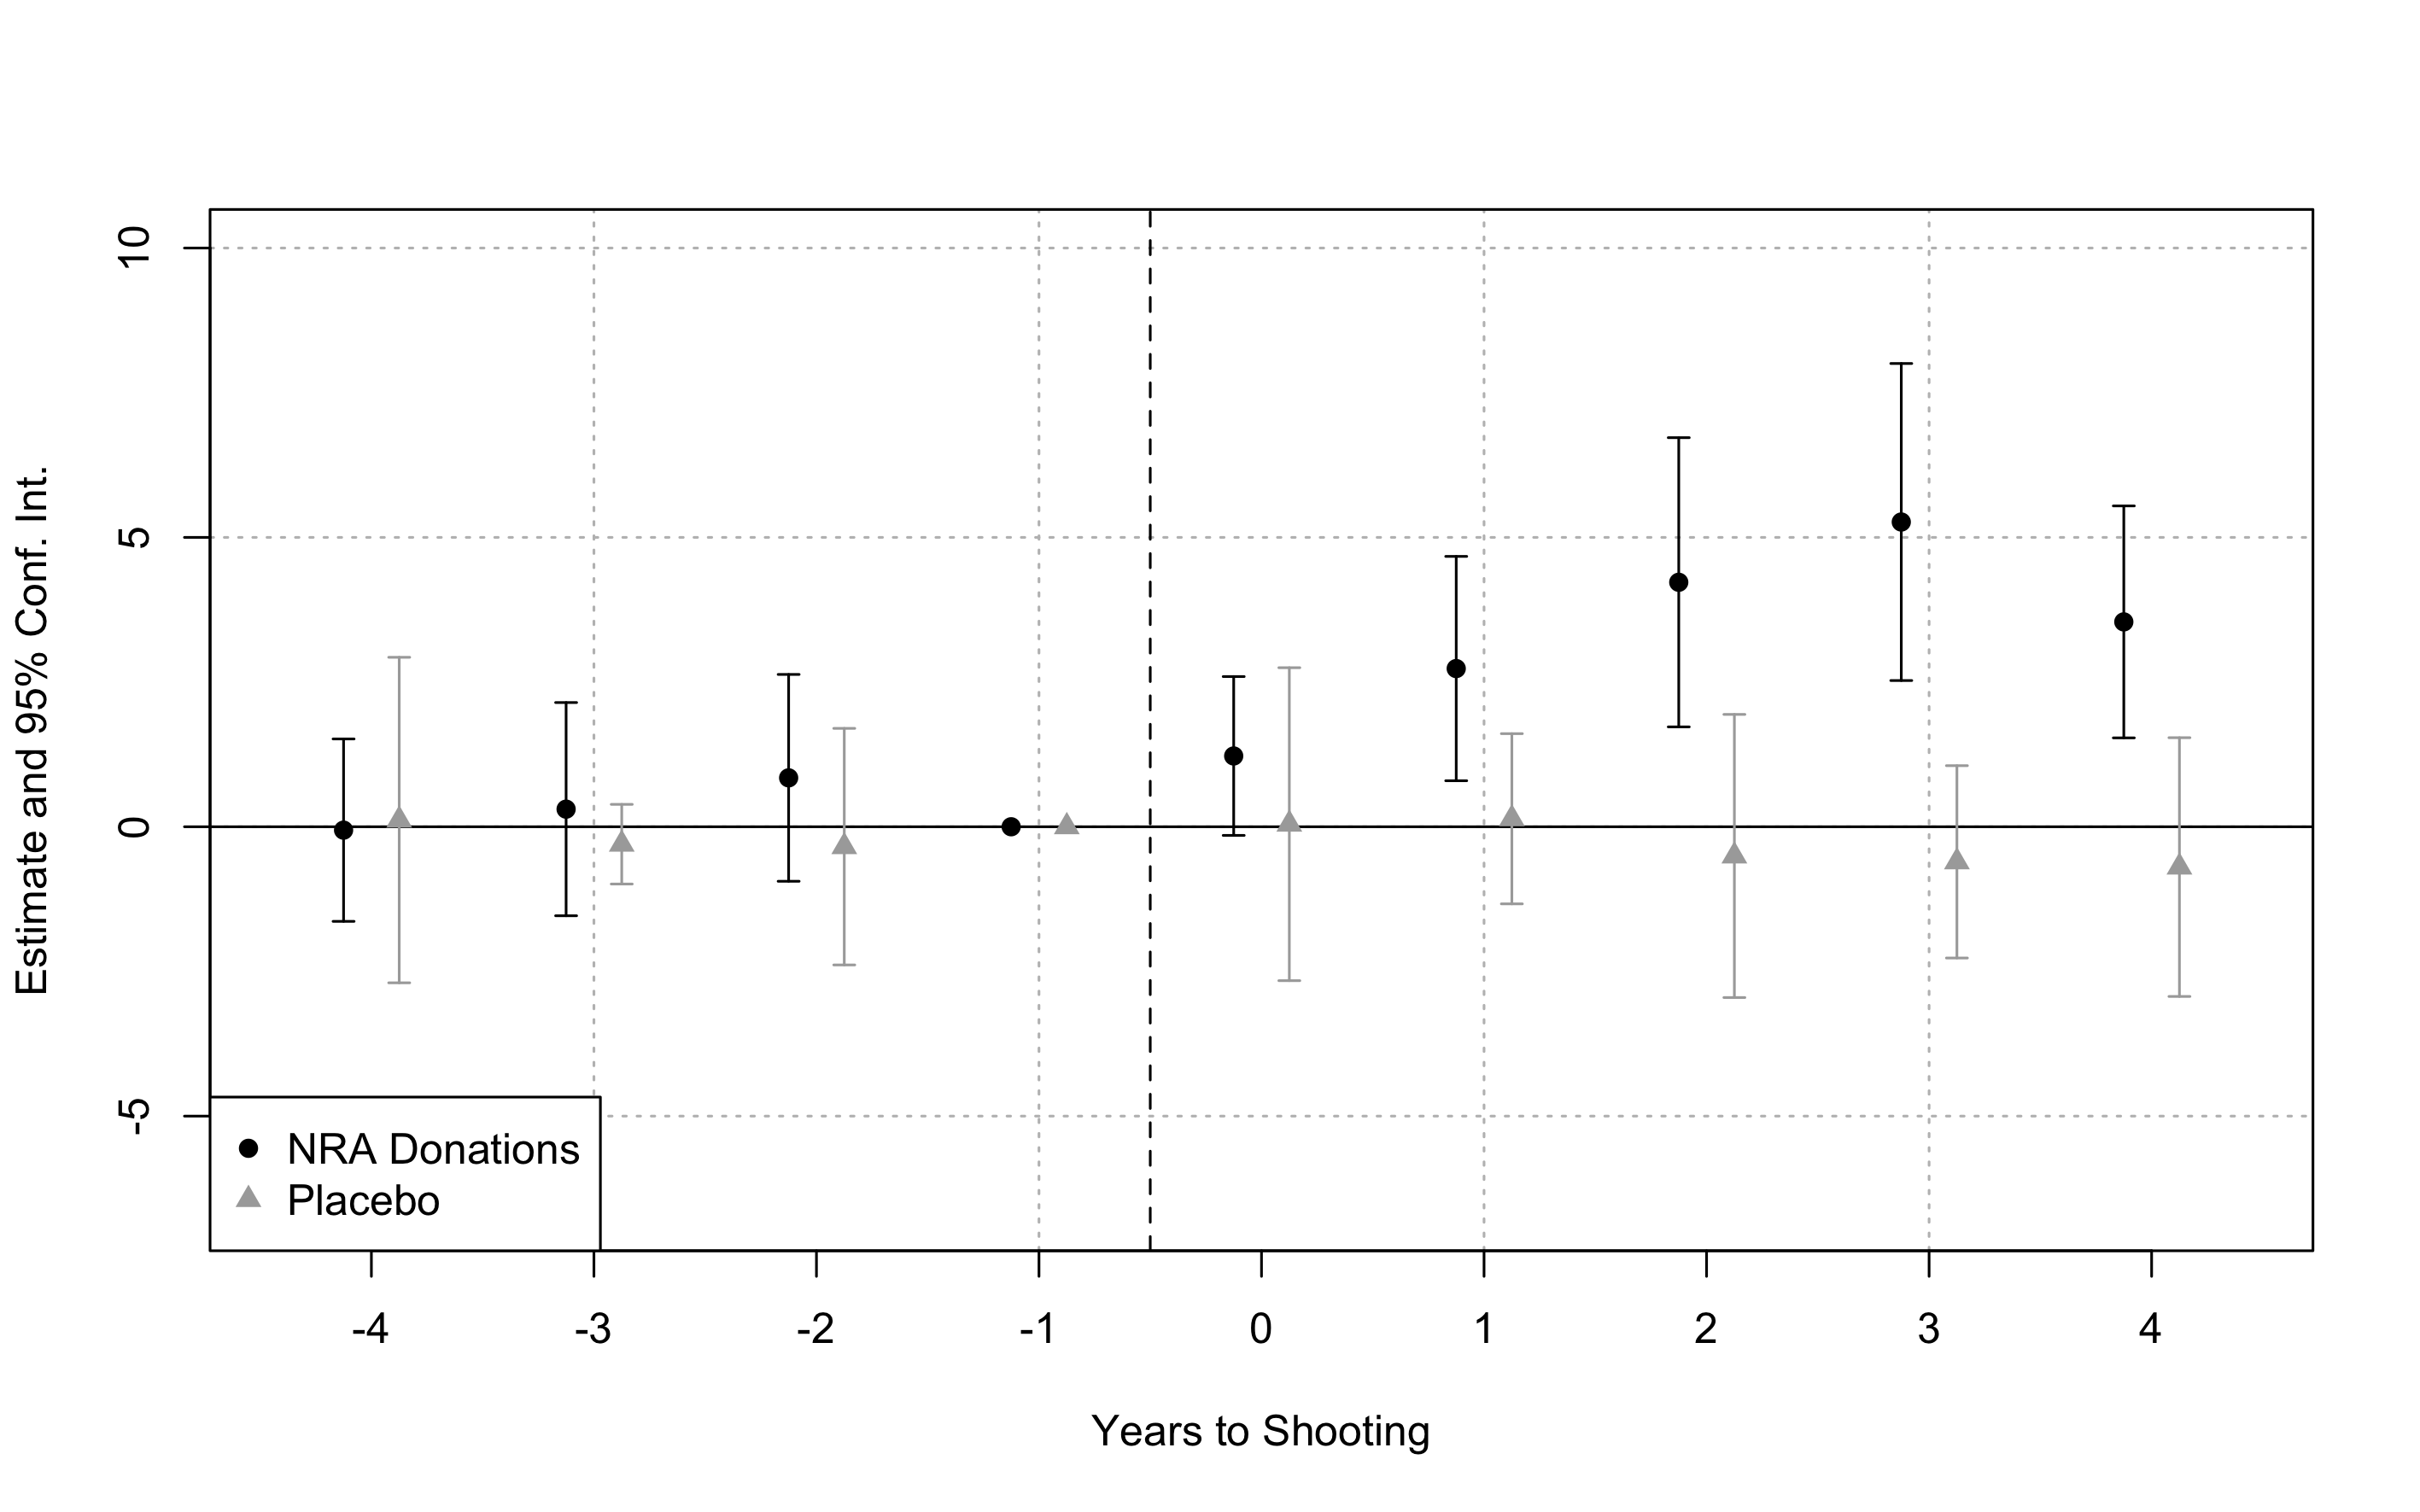 Estimate and 95% Conf. Int.
10
5
0
-5
NRA Donations
Placebo
-4 -3 -2 -1 0 1 2 3 4
Years to Shooting